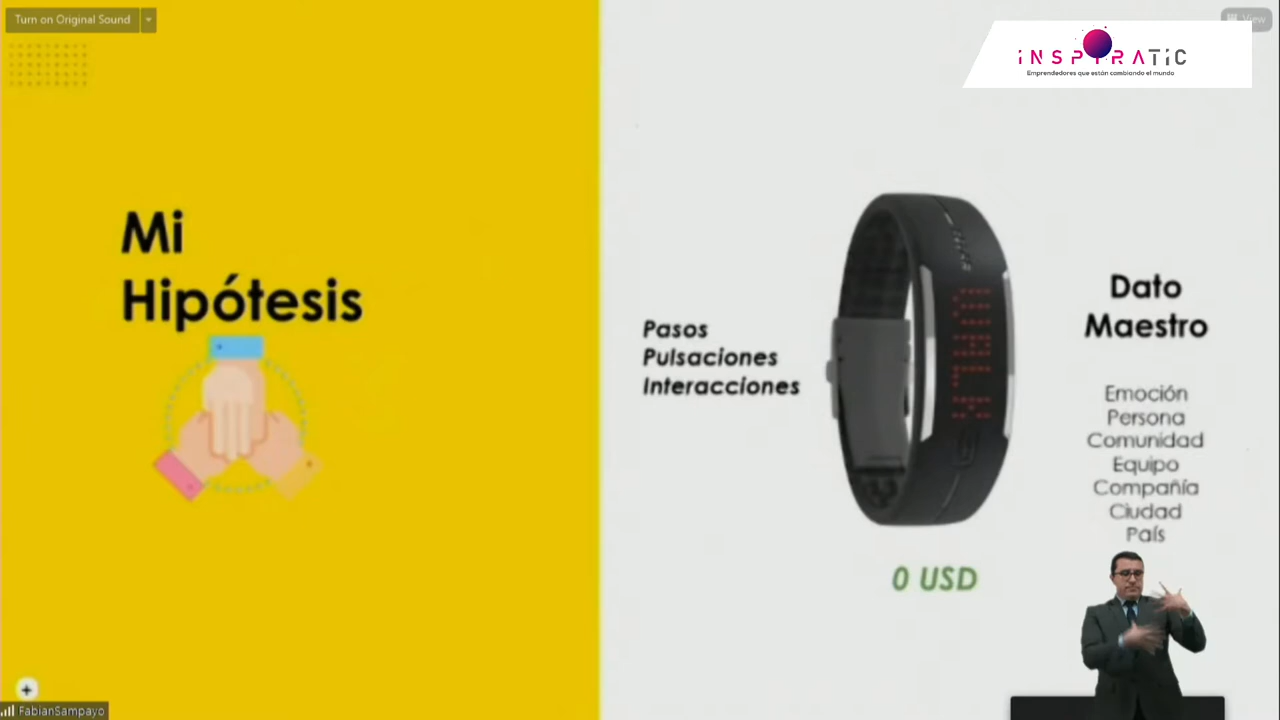 Turn on Original Sound
View
INSPIRATIC
Emprendedores que están cambiando el mundo
Mi
Hipótesis
Pasos
Pulsaciones
Interacciones
0 USD
Dato
Maestro
Emoción
Persona
Comunidad
Equipo
Compañía
Ciudad
País
FabianSampayo